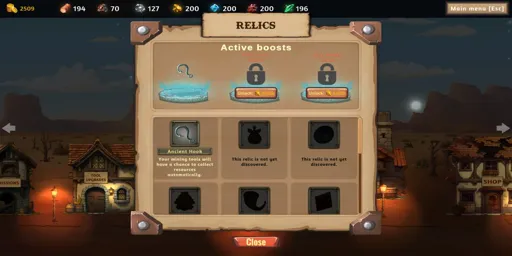 2509 194 70 127 200 200 200 196 Main menu [Esc]
RELICS
Active boosts
Unlock Unlock
Ancient Hook
Your mining tools will
have a chance to collect
resources
automatically.
This relic is not yet
discovered.
This relic is not yet
discovered.
SHOP
Close